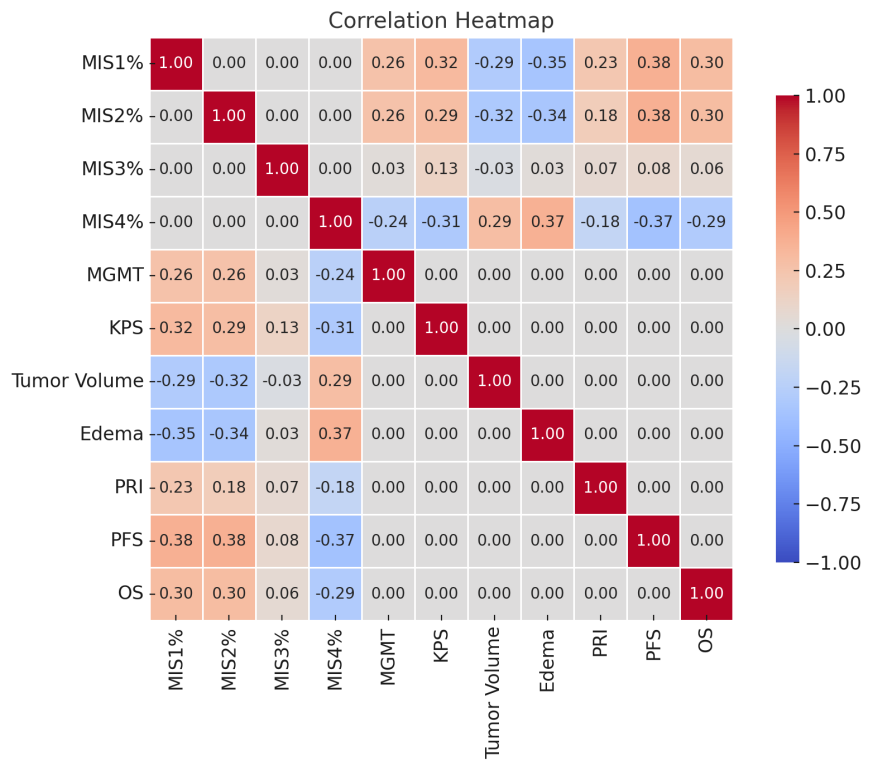 Correlation Heatmap
MIS1% 1.00 0.00 0.00 0.00 0.26 0.32 -0.29 -0.35 0.23 0.38 0.30
MIS2% 0.00 1.00 0.00 0.00 0.26 0.29 -0.32 -0.34 0.18 0.38 0.30
MIS3% 0.00 0.00 1.00 0.00 0.03 0.13 -0.03 0.03 0.07 0.08 0.06
MIS4% 0.00 0.00 0.00 1.00 -0.24 -0.31 0.29 0.37 -0.18 -0.37 -0.29
MGMT 0.26 0.26 0.03 -0.24 1.00 0.00 0.00 0.00 0.00 0.00 0.00
KPS 0.32 0.29 0.13 -0.31 0.00 1.00 0.00 0.00 0.00 0.00 0.00
Tumor Volume -0.29 -0.32 -0.03 0.29 0.00 0.00 1.00 0.00 0.00 0.00 0.00
Edema -0.35 -0.34 0.03 0.37 0.00 0.00 0.00 1.00 0.00 0.00 0.00
PRI 0.23 0.18 0.07 -0.18 0.00 0.00 0.00 0.00 1.00 0.00 0.00
PFS 0.38 0.38 0.08 -0.37 0.00 0.00 0.00 0.00 0.00 1.00 0.00
OS 0.30 0.30 0.06 -0.29 0.00 0.00 0.00 0.00 0.00 0.00 1.00
MIS1% MIS2% MIS3% MIS4% MGMT KPS Tumor Volume Edema PRI PFS OS
1.00
0.75
0.50
0.25
0.00
−0.25
−0.50
−0.75
−1.00